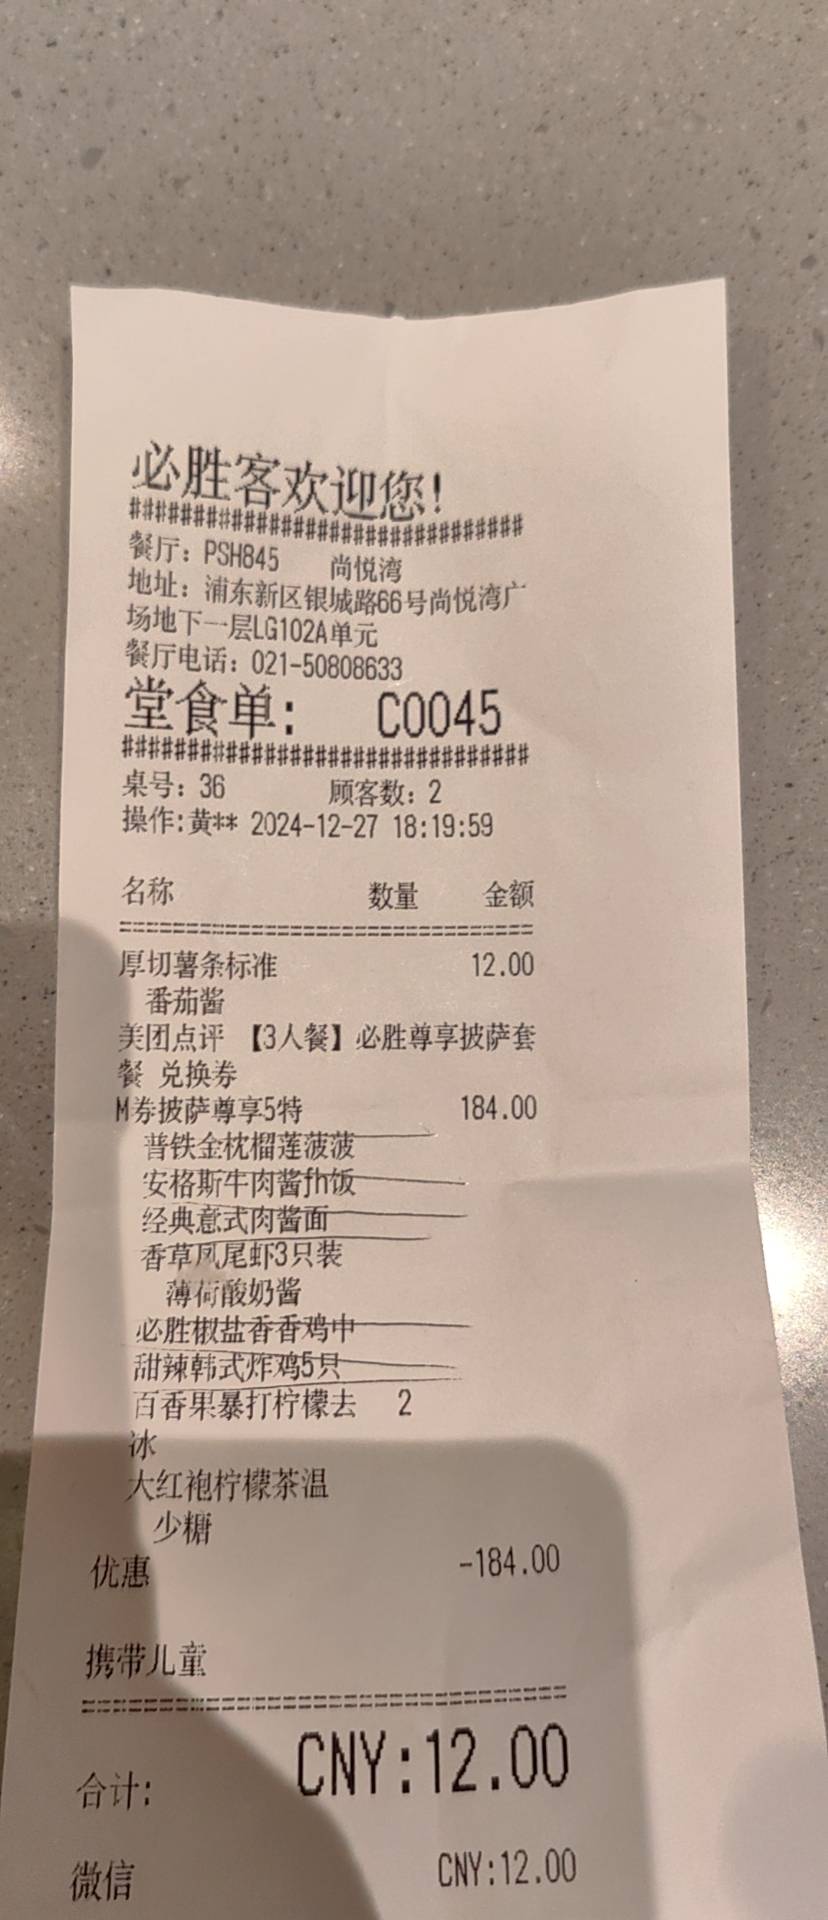 必胜客欢迎您!
##############################
餐厅: PSH845 尚悦湾
地址: 浦东新区银城路66号尚悦湾广
场地下一层LG102A单元
餐厅电话: 021-50808633
堂食单: C0045
##############################
桌号: 36 顾客数: 2
操作:黄** 2024-12-27 18:19:59
名称 数量 金额
==============================
厚切薯条标准 12.00
番茄酱
美团点评 【3人餐】必胜尊享披萨套
餐 兑换券
M券披萨尊享5特 184.00
普铁金枕榴莲菠菠
安格斯牛肉酱fh饭
经典意式肉酱面
香草凤尾虾3只装
薄荷酸奶酱
必胜椒盐香香鸡中
甜辣韩式炸鸡5只
百香果暴打柠檬去 2
冰
大红袍柠檬茶温
少糖
优惠 -184.00
携带儿童
==============================
合计: CNY:12.00
微信 CNY:12.00